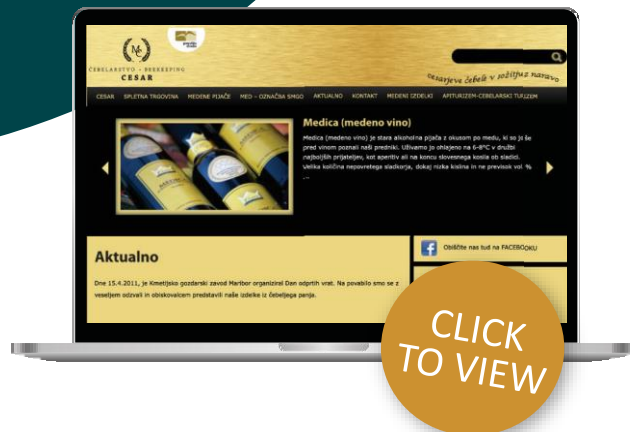 ČEBELARSTVO - BEEKEEPING
CESAR
cesarjeve čebele v sožitju z naravo
CESAR SPLETNA TRGOVINA MEDENE PIJAČE MED – OZNAČBA SMGO AKTUALNO KONTAKT MEDENI IZDELKI APITURIZEM-ČEBELARSKI TURIZEM
Medica (medeno vino)
Medica (medeno vino) je stara alkoholna pijača z okusom po medu, ki so jo že
pred vinom poznali naši predniki. Uživamo jo ohlajeno na 6-8°C v družbi
najboljših prijateljev, kot aperitiv ali na koncu slovesnega kosila ob sladici.
Velika količina nepovretega sladkorja, dokaj nizka kislina in ne previsok vol. %
...
Aktualno
Dne 15.4.2011, je Kmetijsko gozdarski zavod Maribor organiziral Dan odprtih vrat. Na povabilo smo se z
veseljem odzvali in obiskovalcem predstavili naše izdelke iz čebeljega panja.
Obiščite nas tud na FACEBOOKU
CLICK
TO VIEW